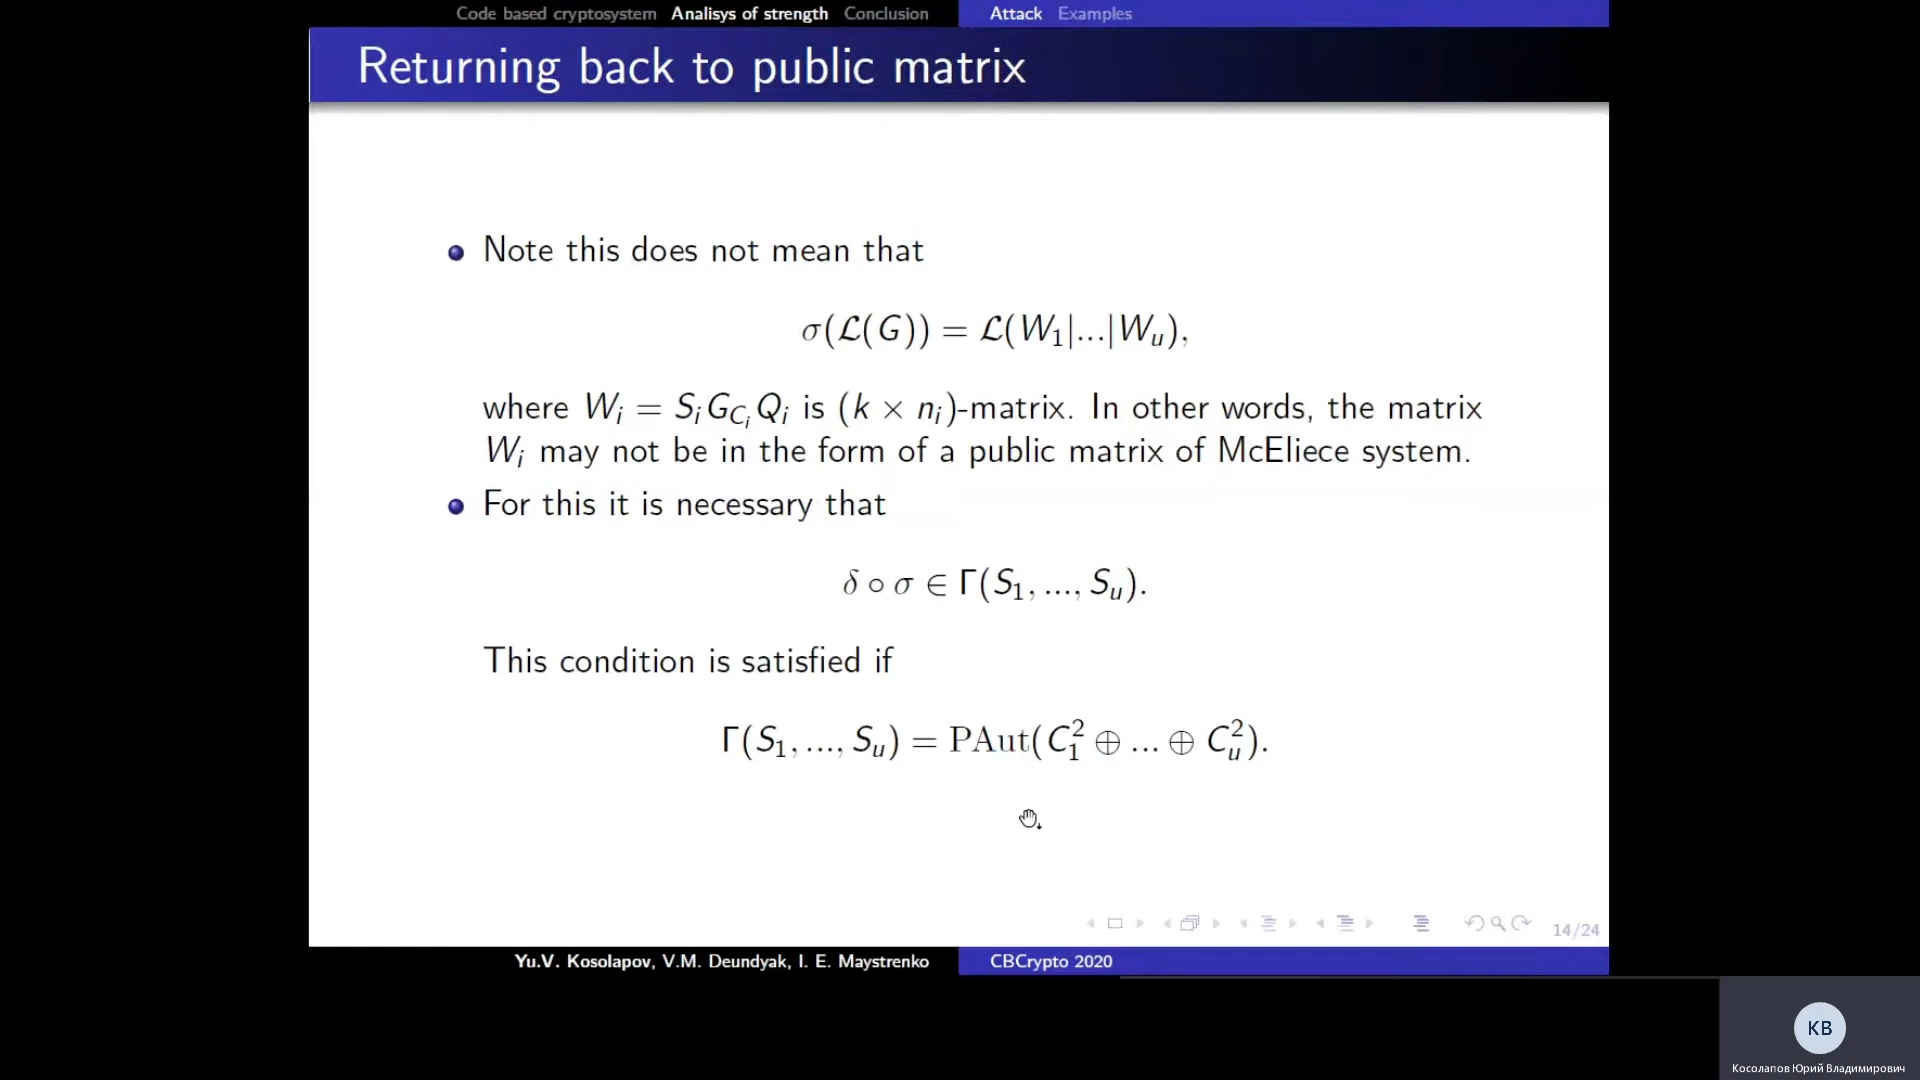 Code based cryptosystem Analisys of strength Conclusion Attack Examples
Returning back to public matrix
Note this does not mean that
σ(ℒ(G)) = ℒ(W₁|...|Wᵤ),
where Wᵢ = SᵢG_{Cᵢ}Qᵢ is (k × nᵢ)-matrix. In other words, the matrix
Wᵢ may not be in the form of a public matrix of McEliece system.
For this it is necessary that
δ ∘ σ ∈ Γ(S₁, ..., Sᵤ).
This condition is satisfied if
Γ(S₁, ..., Sᵤ) = PAut(C₁² ⊕ ... ⊕ Cᵤ²).
14/24
Yu.V. Kosolapov, V.M. Deundyak, I. E. Maystrenko CBCrypto 2020
КВ
Косолапов Юрий Владимирович